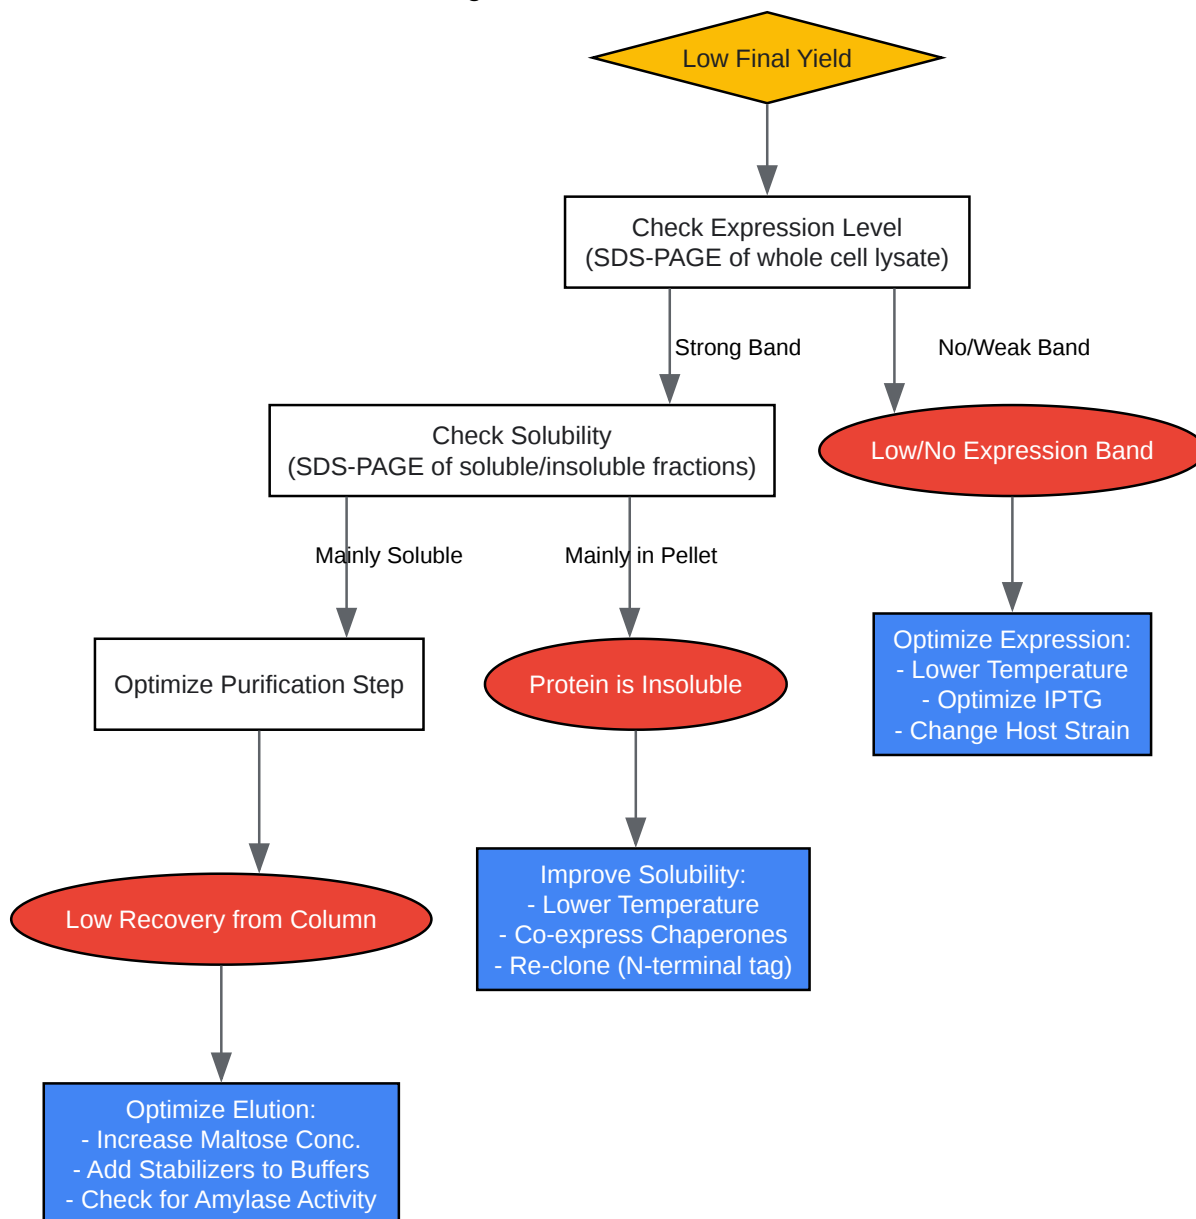 Low Final Yield
Check Expression Level
(SDS-PAGE of whole cell lysate)
Strong Band
No/Weak Band
Check Solubility
(SDS-PAGE of soluble/insoluble fractions)
Low/No Expression Band
Mainly Soluble
Mainly in Pellet
Optimize Purification Step
Protein is Insoluble
Optimize Expression:
- Lower Temperature
- Optimize IPTG
- Change Host Strain
Low Recovery from Column
Improve Solubility:
- Lower Temperature
- Co-express Chaperones
- Re-clone (N-terminal tag)
Optimize Elution:
- Increase Maltose Conc.
- Add Stabilizers to Buffers
- Check for Amylase Activity